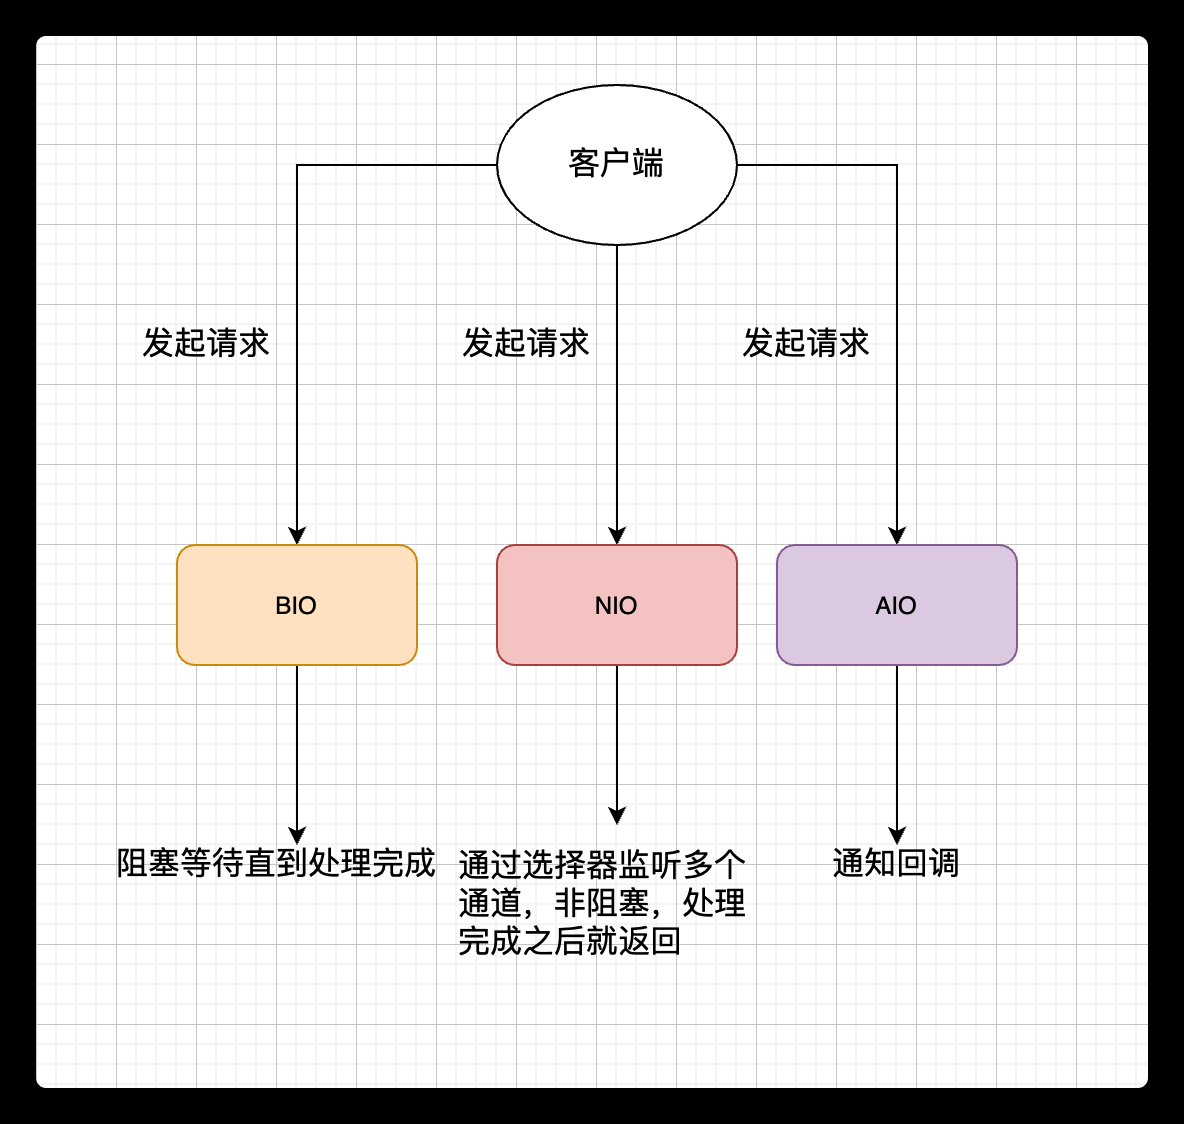 客户端
发起请求
发起请求
发起请求
BIO
NIO
AIO
阻塞等待直到处理完成
通过选择器监听多个
通道，非阻塞，处理
完成之后就返回
通知回调